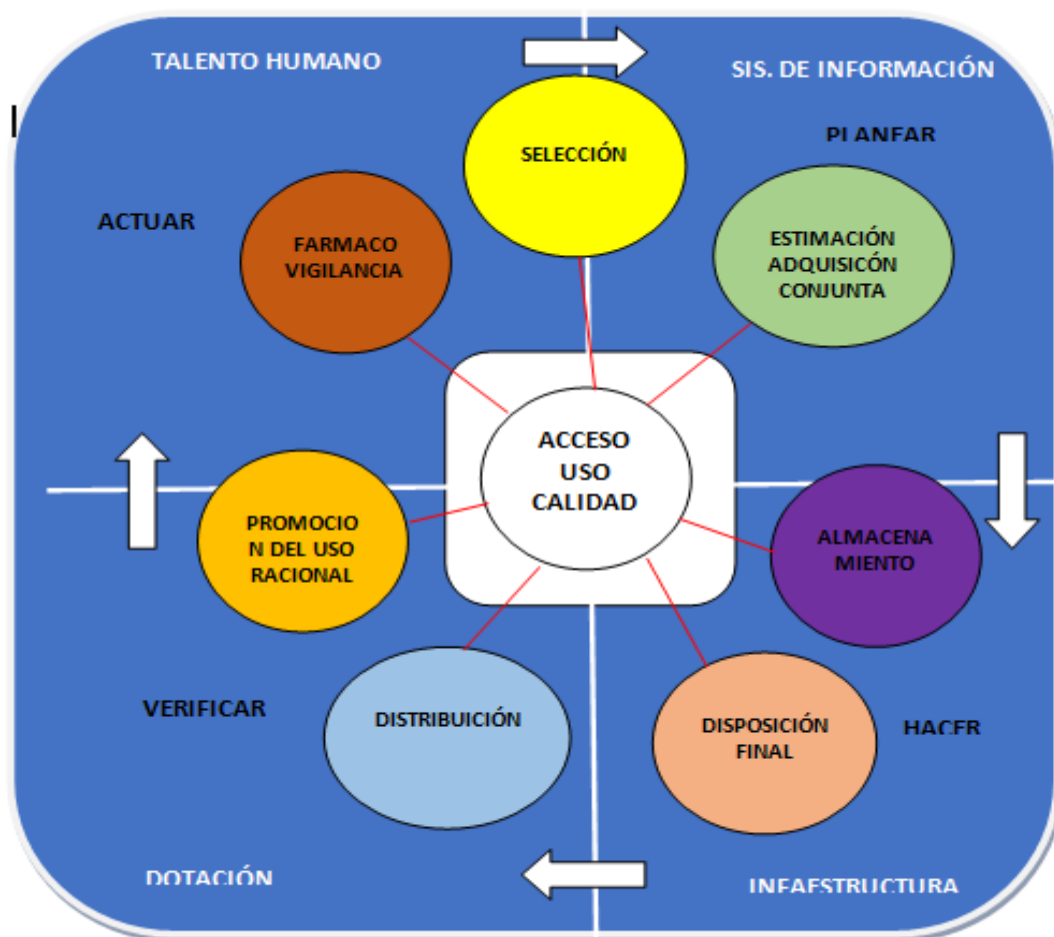 TALENTO HUMANO
SIS. DE INFORMACIÓN
SELECCIÓN
PLANFAR
ACTUAR
FARMACO
VIGILANCIA
ESTIMACIÓN
ADQUISICÓN
CONJUNTA
ACCESO
USO
CALIDAD
PROMOCIO
N DEL USO
RACIONAL
ALMACENA
MIENTO
VERIFICAR
DISTRIBUICIÓN
DISPOSICIÓN
FINAL
HACER
DOTACIÓN
INFAESTRUCTURA